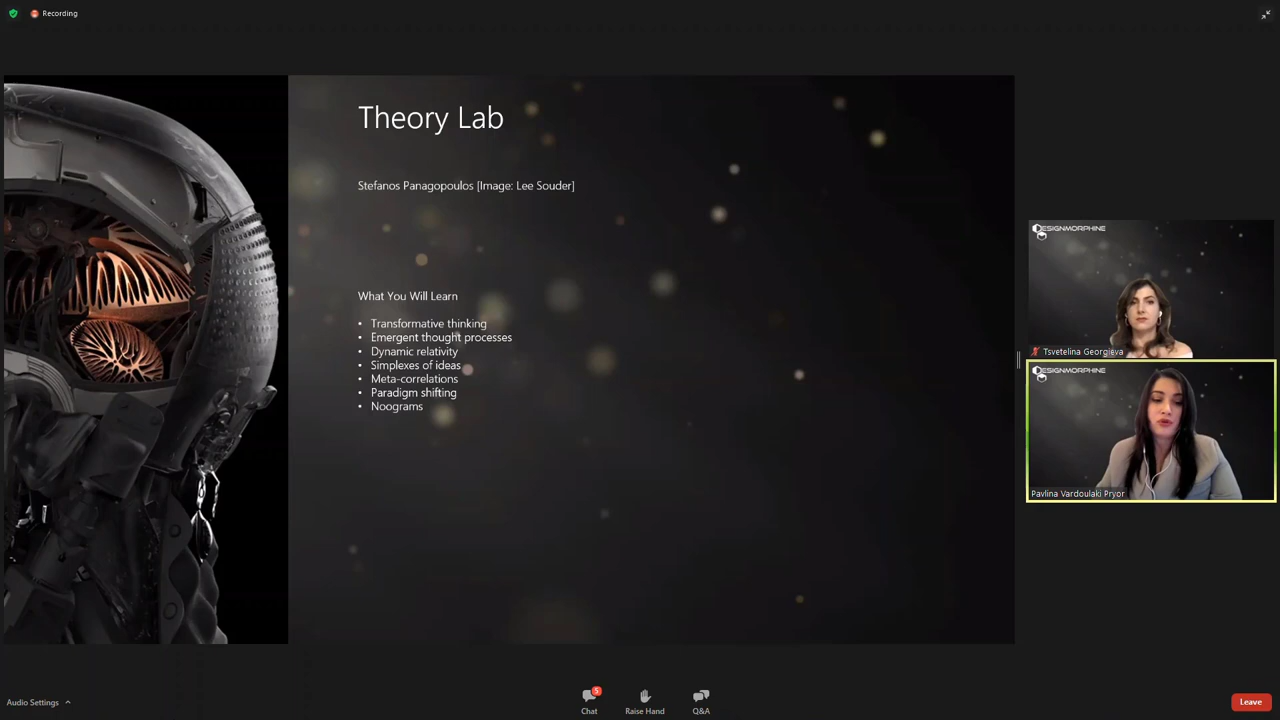 Recording
Theory Lab
Stefanos Panagopoulos [Image: Lee Souder]
What You Will Learn
• Transformative thinking
• Emergent thought processes
• Dynamic relativity
• Simplexes of ideas
• Meta-correlations
• Paradigm shifting
• Noograms
DESIGNMORPHINE
Tsvetelina Georgieva
DESIGNMORPHINE
Pavlina Vardoulaki Pryor
Audio Settings
5
Chat
Raise Hand
Q&A
Leave